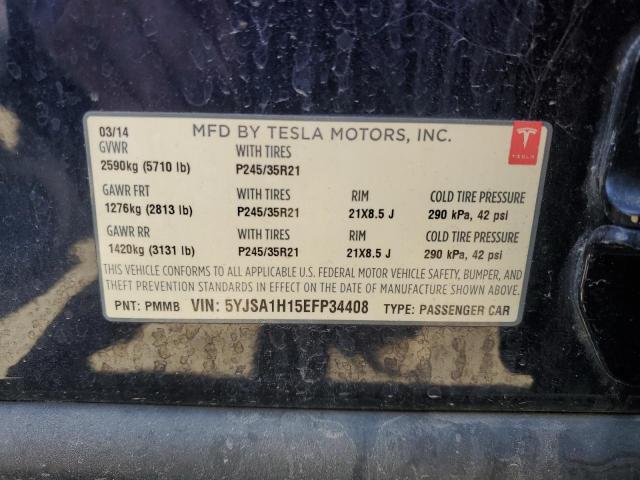 03/14 MFD BY TESLA MOTORS, INC.
GVWR WITH TIRES
2590kg (5710 lb) P245/35R21
TESLA
GAWR FRT WITH TIRES RIM COLD TIRE PRESSURE
1276kg (2813 lb) P245/35R21 21X8.5 J 290 kPa, 42 psi
GAWR RR WITH TIRES RIM COLD TIRE PRESSURE
1420kg (3131 lb) P245/35R21 21X8.5 J 290 kPa, 42 psi
THIS VEHICLE CONFORMS TO ALL APPLICABLE U.S. FEDERAL MOTOR VEHICLE SAFETY, BUMPER, AND
THEFT PREVENTION STANDARDS IN EFFECT ON THE DATE OF MANUFACTURE SHOWN ABOVE.
PNT: PMMB VIN: 5YJSA1H15EFP34408 TYPE: PASSENGER CAR